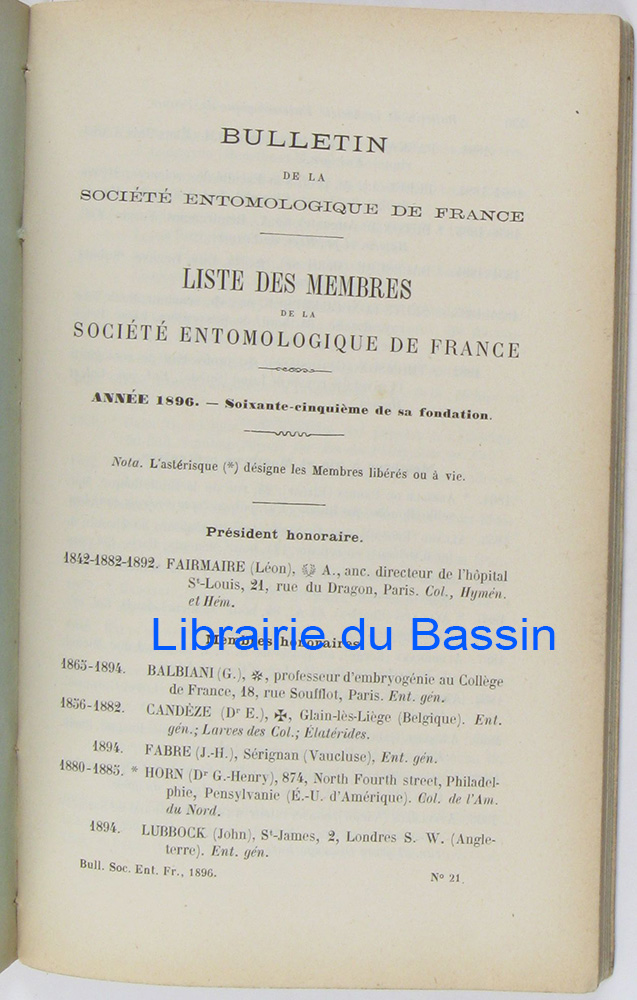 BULLETIN
DE LA
SOCIÉTÉ ENTOMOLOGIQUE DE FRANCE
LISTE DES MEMBRES
DE LA
SOCIÉTÉ ENTOMOLOGIQUE DE FRANCE
ANNÉE 1896. — Soixante-cinquième de sa fondation.
Nota. L'astérisque (*) désigne les Membres libérés ou à vie.
Président honoraire.
1842-1882-1892. FAIRMAIRE (Léon), A., anc. directeur de l'hôpital
St-Louis, 21, rue du Dragon, Paris. Col., Hymén.
et Hém.
Membres honoraires.
Librairie du Bassin
1865-1894. BALBIANI (G.), ✻, professeur d'embryogénie au Collège
de France, 18, rue Soufflot, Paris. Ent. gén.
1856-1882. CANDÈZE (Dr E.), ✠, Glain-lès-Liège (Belgique). Ent.
gén.; Larves des Col.; Élatérides.
1894. FABRE (J.-H.), Sérignan (Vaucluse), Ent. gén.
1880-1885. * HORN (Dr G.-Henry), 874, North Fourth street, Philadel-
phie, Pensylvanie (É.-U. d'Amérique). Col. de l'Am.
du Nord.
1894. LUBBOCK (John), St-James, 2, Londres S. W. (Angle-
terre). Ent. gén.
Bull. Soc. Ent. Fr., 1896. No 21.